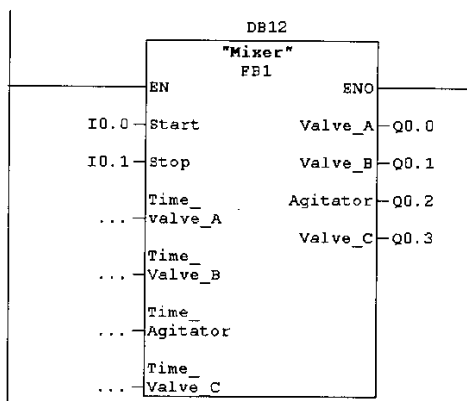 DB12
"Mixer"
FB1
EN ENO
I0.0 Start Valve_A Q0.0
I0.1 Stop Valve_B Q0.1
Time_ Agitator Q0.2
... valve_A
Valve_C Q0.3
Time_
... Valve_B
Time_
... Agitator
Time_
... Valve_C